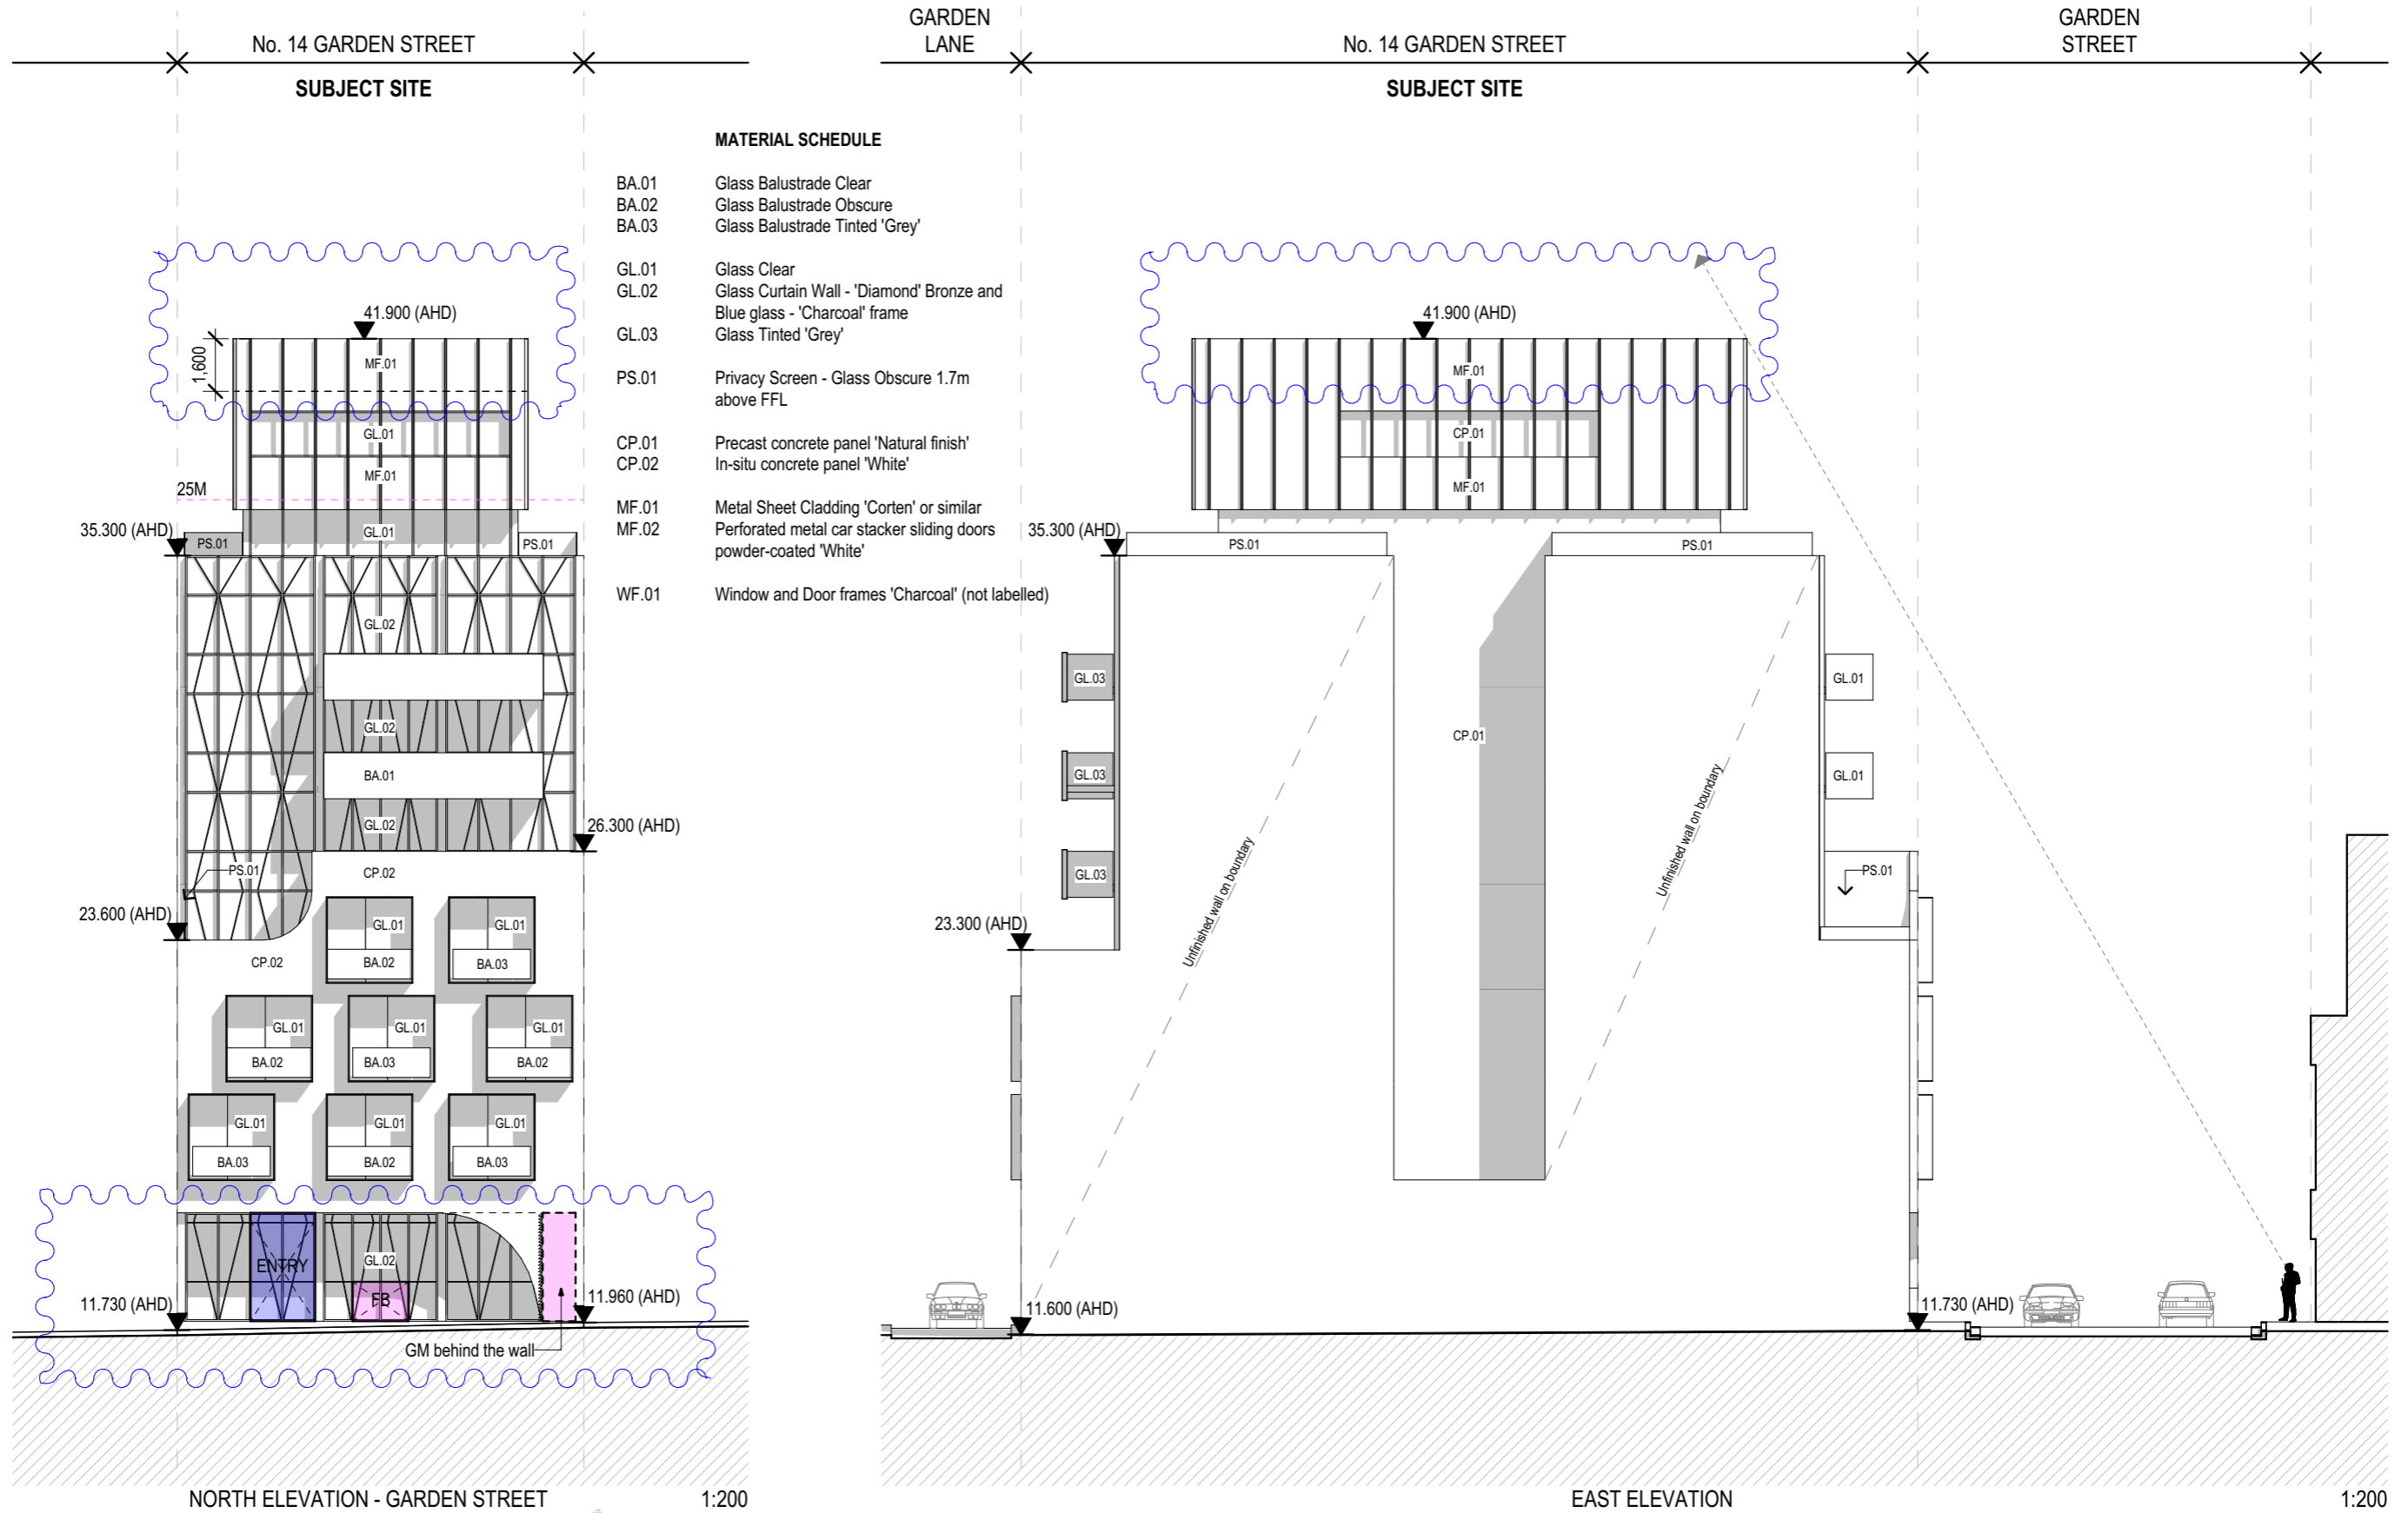 No. 14 GARDEN STREET
SUBJECT SITE
GARDEN
LANE
No. 14 GARDEN STREET
SUBJECT SITE
GARDEN
STREET
MATERIAL SCHEDULE
BA.01 Glass Balustrade Clear
BA.02 Glass Balustrade Obscure
BA.03 Glass Balustrade Tinted 'Grey'
GL.01 Glass Clear
GL.02 Glass Curtain Wall - 'Diamond' Bronze and
Blue glass - 'Charcoal' frame
GL.03 Glass Tinted 'Grey'
PS.01 Privacy Screen - Glass Obscure 1.7m
above FFL
CP.01 Precast concrete panel 'Natural finish'
CP.02 In-situ concrete panel 'White'
MF.01 Metal Sheet Cladding 'Corten' or similar
MF.02 Perforated metal car stacker sliding doors
powder-coated 'White'
WF.01 Window and Door frames 'Charcoal' (not labelled)
41.900 (AHD)
1,600
MF.01
GL.01
MF.01
25M
35.300 (AHD)
PS.01
GL.01
PS.01
GL.02
GL.02
BA.01
GL.02
26.300 (AHD)
PS.01
CP.02
23.600 (AHD)
GL.01
GL.01
CP.02
BA.02
BA.03
GL.01
GL.01
GL.01
BA.02
BA.03
BA.02
GL.01
GL.01
GL.01
BA.03
BA.02
BA.03
ENTRY
GL.02
FB
11.730 (AHD)
11.960 (AHD)
GM behind the wall
NORTH ELEVATION - GARDEN STREET 1:200
41.900 (AHD)
MF.01
CP.01
MF.01
35.300 (AHD)
PS.01
PS.01
GL.03
GL.01
CP.01
GL.03
GL.01
GL.03
PS.01
Unfinished wall on boundary
Unfinished wall on boundary
23.300 (AHD)
11.600 (AHD)
11.730 (AHD)
EAST ELEVATION 1:200